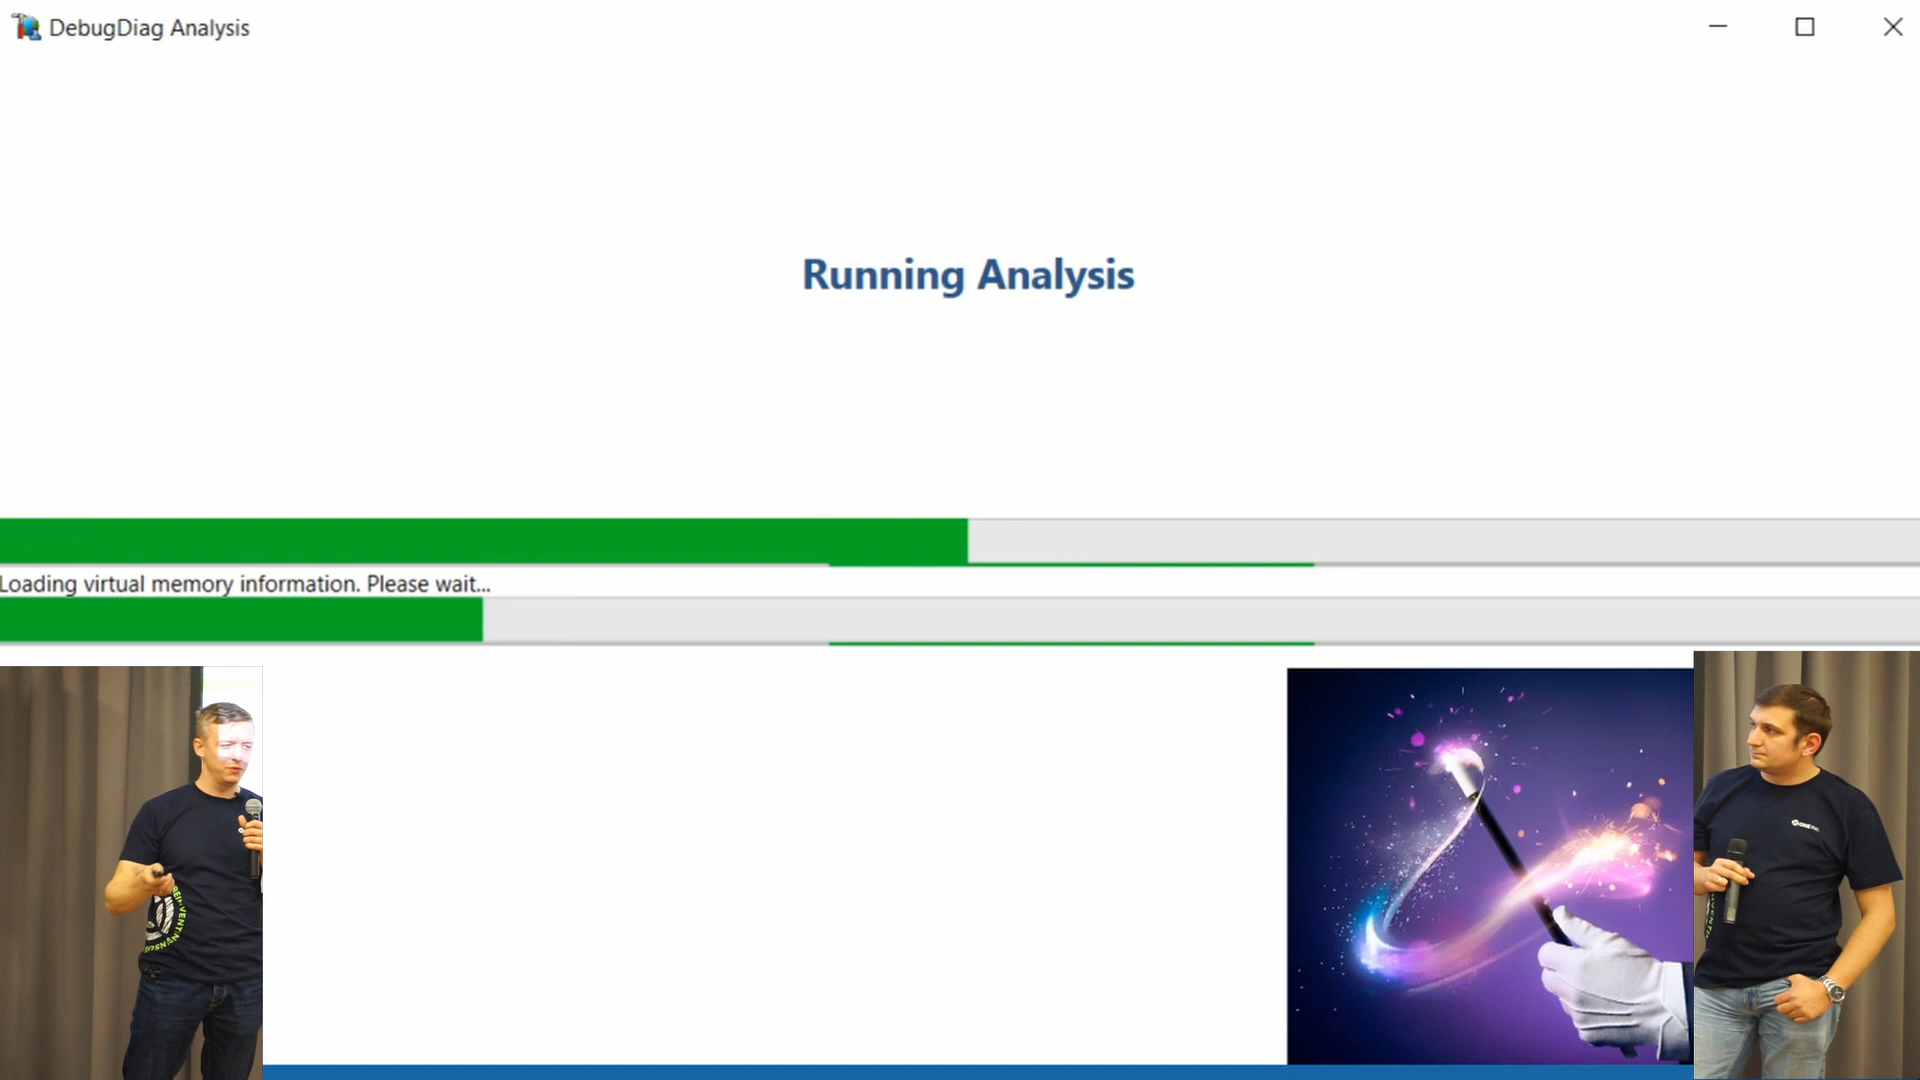 DebugDiag Analysis
Running Analysis
Loading virtual memory information. Please wait...